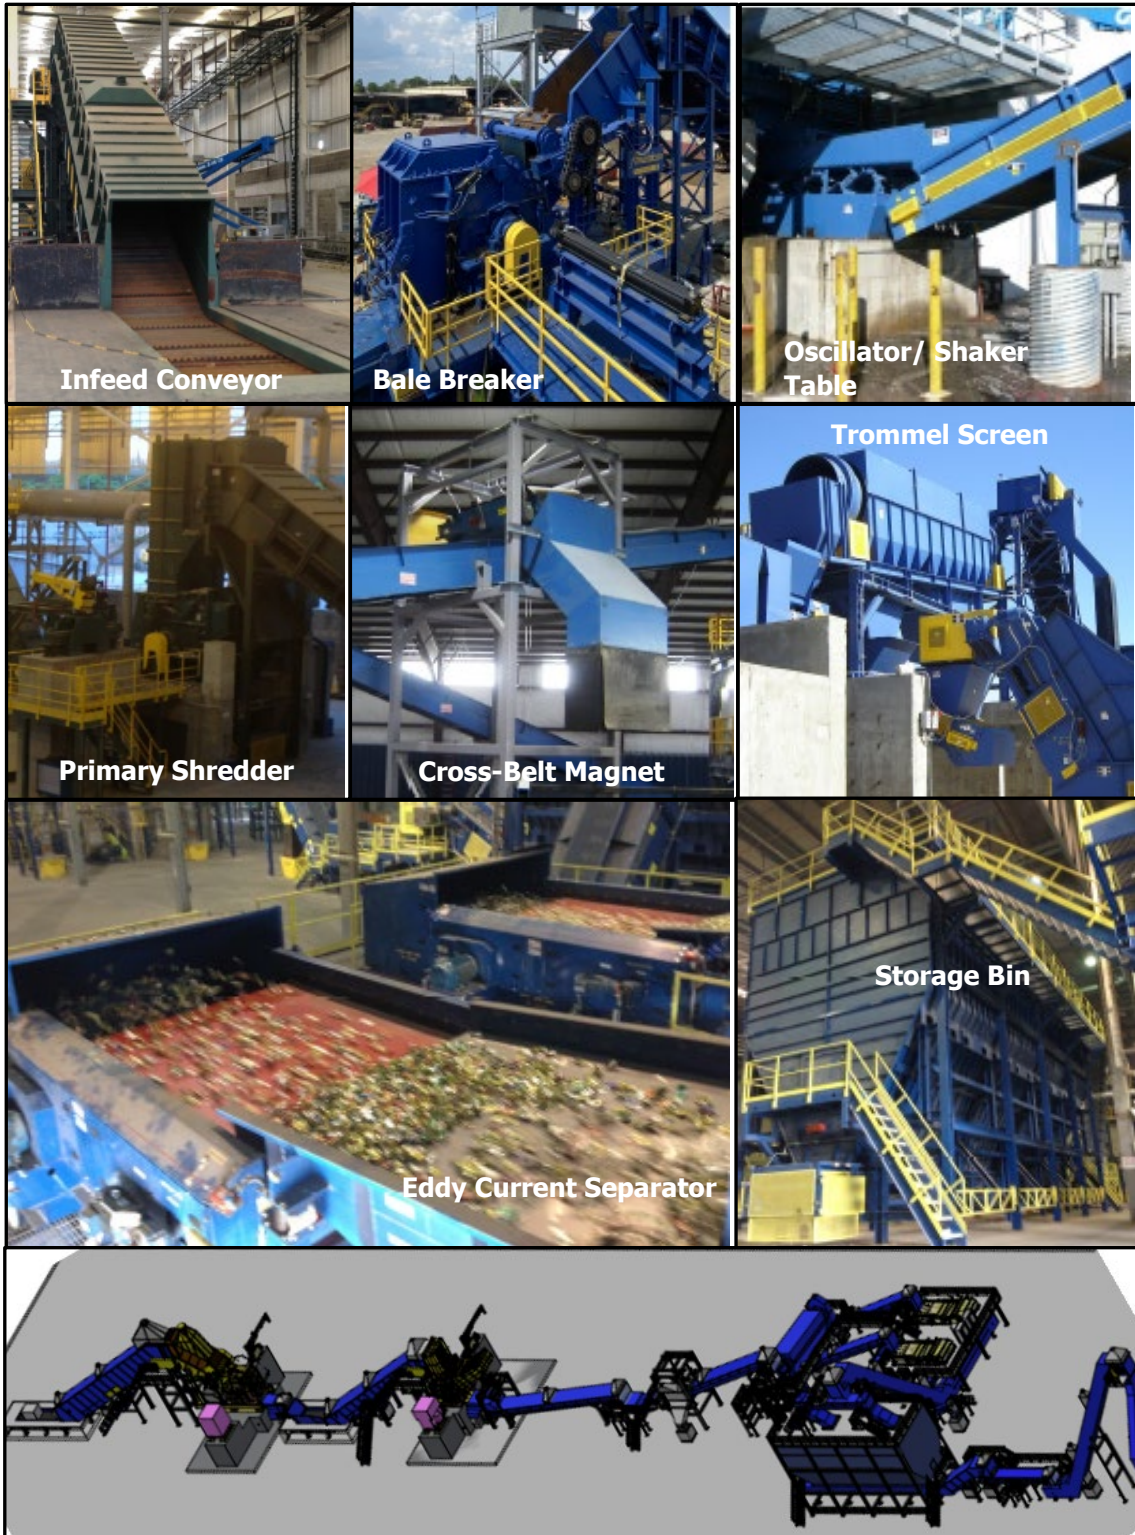 Infeed Conveyor
Bale Breaker
Oscillator/ Shaker
Table
Primary Shredder
Cross-Belt Magnet
Trommel Screen
Eddy Current Separator
Storage Bin